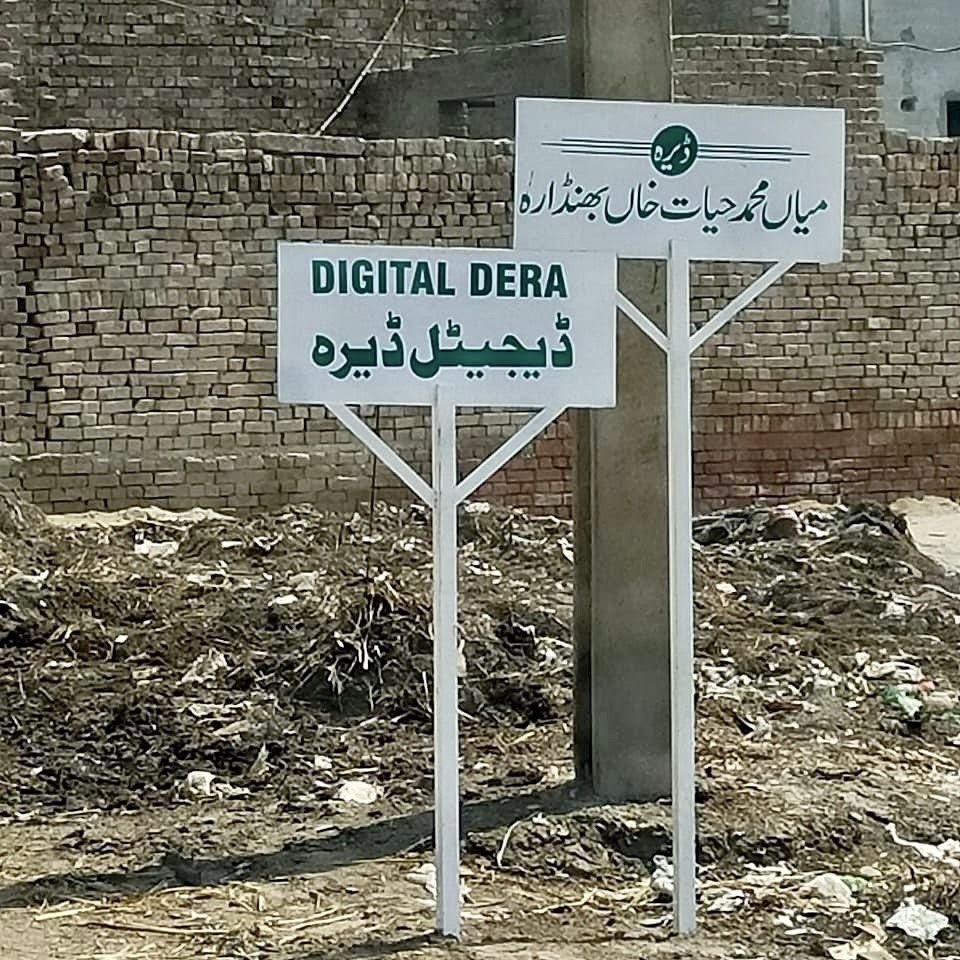 DIGITAL DERA
ڈیجیٹل ڈیرہ
ڈیرہ
میاں محمد حیات خاں بھنڈارہ